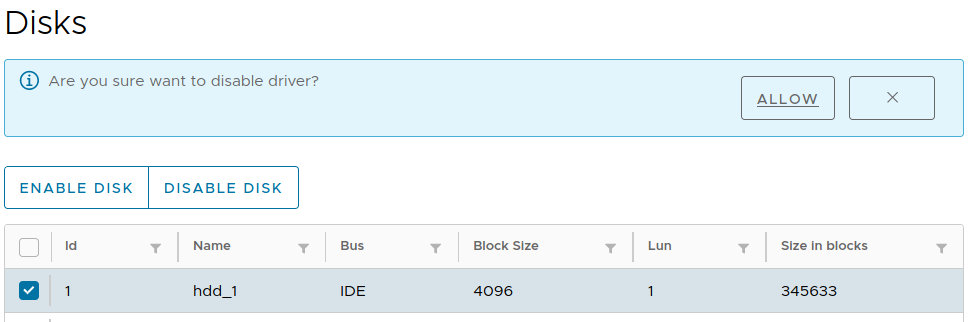 Disks
Are you sure want to disable driver?
ALLOW
ENABLE DISK DISABLE DISK
Id Name Bus Block Size Lun Size in blocks
1 hdd_1 IDE 4096 1 345633